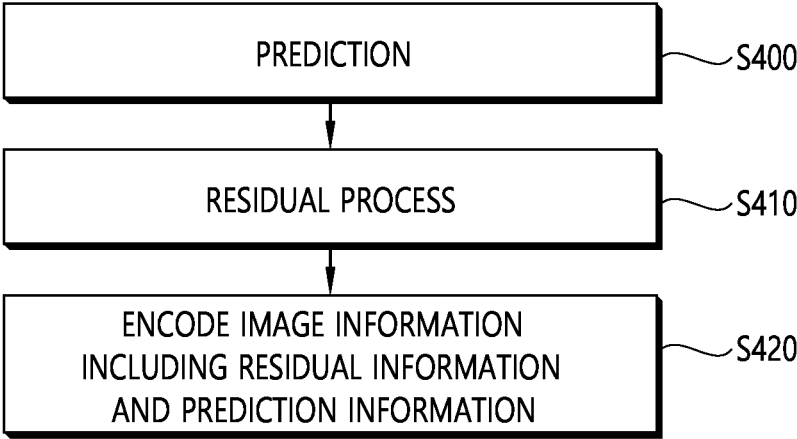 PREDICTION
S400
RESIDUAL PROCESS
S410
ENCODE IMAGE INFORMATION
INCLUDING RESIDUAL INFORMATION
AND PREDICTION INFORMATION
S420